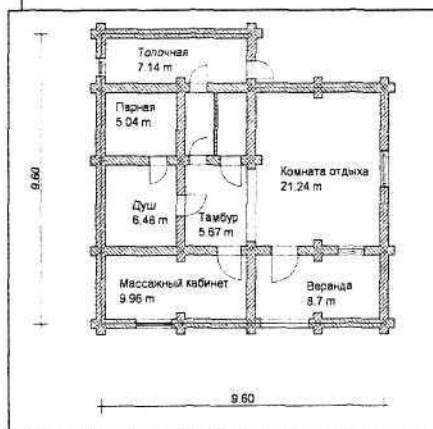 Топочная
7.14 m
Парная
5.04 m
Комната отдыха
21.24 m
9.60
Душ
6.48 m
Тамбур
5.67 m
Массажный кабинет
9.96 m
Веранда
8.7 m
9.60